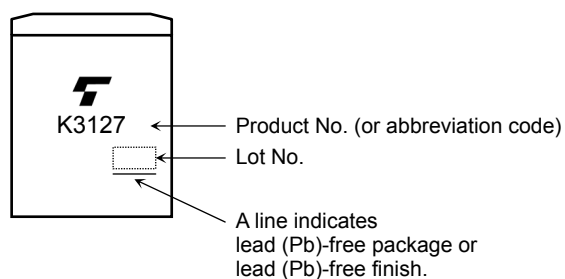 K3127
Product No. (or abbreviation code)
Lot No.
A line indicates
lead (Pb)-free package or
lead (Pb)-free finish.